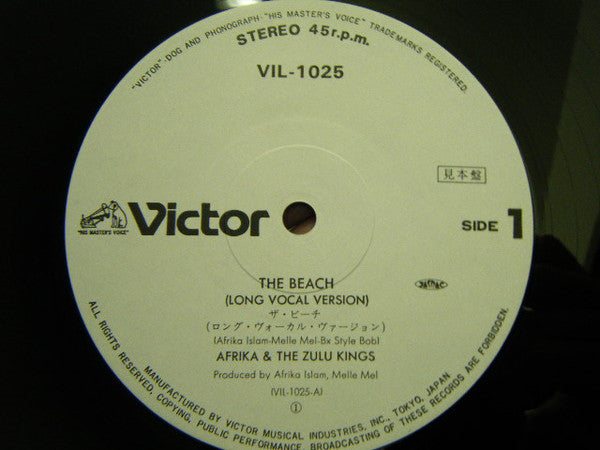 "VICTOR"-DOG AND PHONOGRAPH-"HIS MASTER'S VOICE" TRADEMARKS REGISTERED.
STEREO 45 r.p.m.
VIL-1025
見本盤
"HIS MASTER'S VOICE"
Victor
SIDE 1
JASRAC
THE BEACH
(LONG VOCAL VERSION)
ザ・ビーチ
(ロング・ヴォーカル・ヴァージョン)
(Afrika Islam-Melle Mel-Bx Style Bob)
AFRIKA & THE ZULU KINGS
Produced by Afrika Islam, Melle Mel
(VIL-1025-A)
①
MANUFACTURED BY VICTOR MUSICAL INDUSTRIES, INC., TOKYO, JAPAN.
ALL RIGHTS RESERVED, COPYING, PUBLIC PERFORMANCE, BROADCASTING OF THESE RECORDS ARE FORBIDDEN.